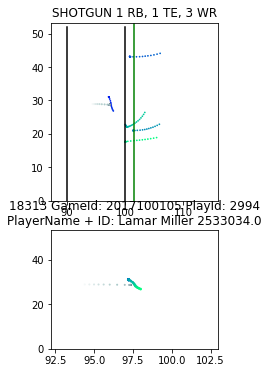 SHOTGUN 1 RB, 1 TE, 3 WR
50
40
30
20
10
0
90 100 110
18313 GameId: 2017100105 PlayId: 2994
PlayerName + ID: Lamar Miller 2533034.0
40
20
0
92.5 95.0 97.5 100.0 102.5